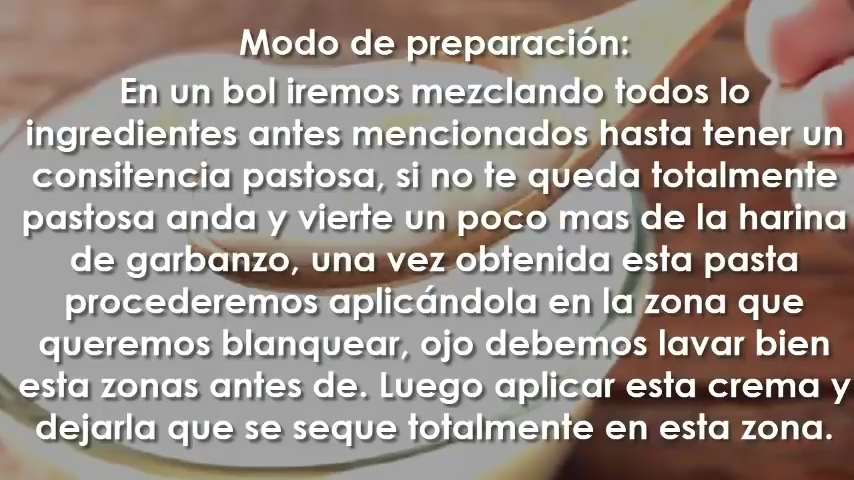 Modo de preparación:
En un bol iremos mezclando todos lo
ingredientes antes mencionados hasta tener un
consitencia pastosa, si no te queda totalmente
pastosa anda y vierte un poco mas de la harina
de garbanzo, una vez obtenida esta pasta
procederemos aplicándola en la zona que
queremos blanquear, ojo debemos lavar bien
esta zonas antes de. Luego aplicar esta crema y
dejarla que se seque totalmente en esta zona.